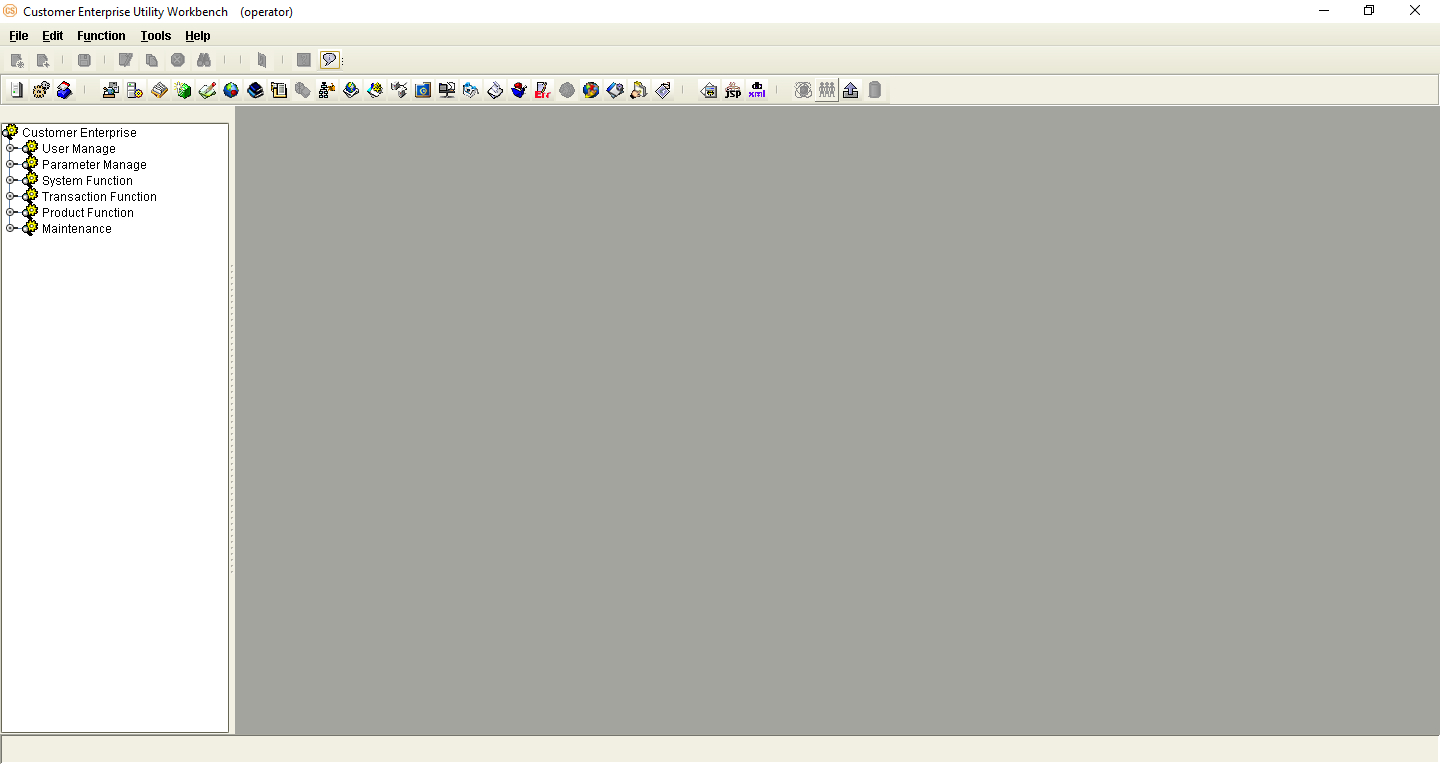 CS Customer Enterprise Utility Workbench (operator)
File Edit Function Tools Help
jsp xml
Customer Enterprise
User Manage
Parameter Manage
System Function
Transaction Function
Product Function
Maintenance